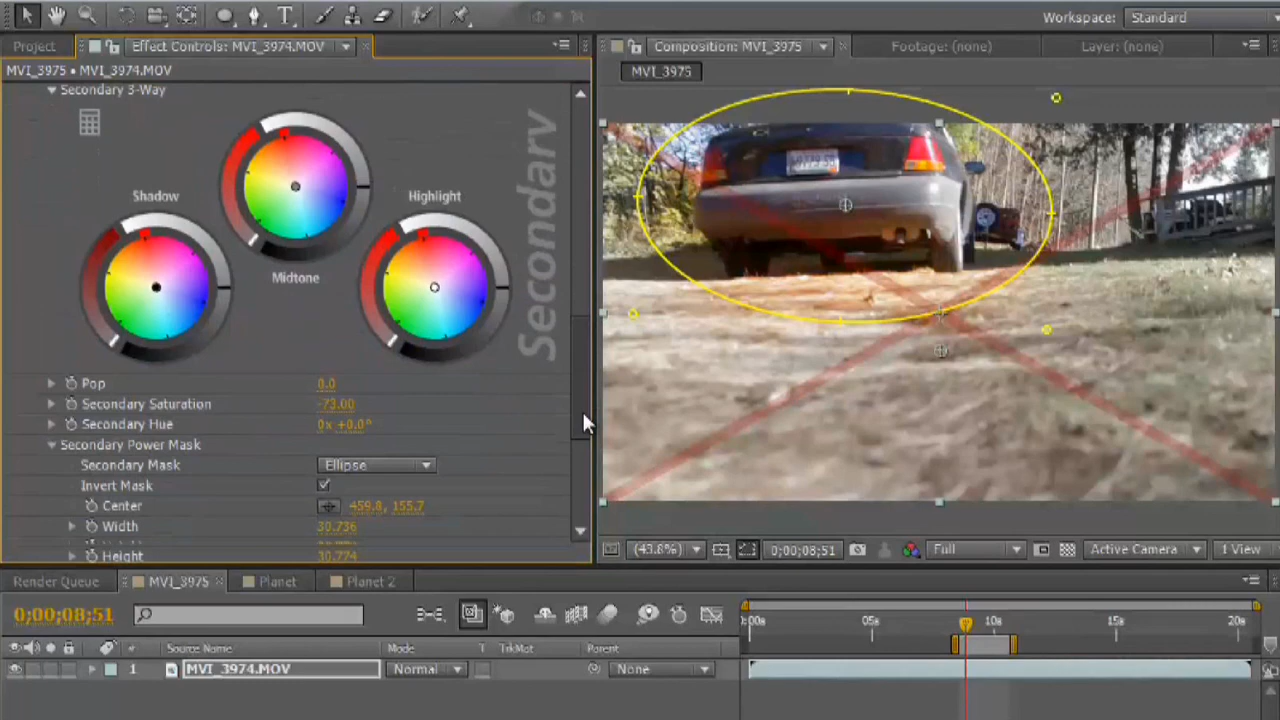 Workspace: Standard
Project Effect Controls: MVI_3974.MOV Composition: MVI_3975 Footage: (none) Layer: (none)
MVI_3975 • MVI_3974.MOV MVI_3975
Secondary 3-Way
Secondary
Shadow Highlight
Midtone
Pop 0.0
Secondary Saturation -73.00
Secondary Hue 0x +0.0°
Secondary Power Mask
Secondary Mask Ellipse
Invert Mask
Center 459.8, 155.7
Width 30.736
Height 30.774
(43.8%) 0;00;08;51 Full Active Camera 1 View
Render Queue MVI_3975 Planet Planet 2
0;00;08;51
:00s 05s 10s 15s 20s
# Source Name Mode T TrkMat Parent
1 MVI_3974.MOV Normal None